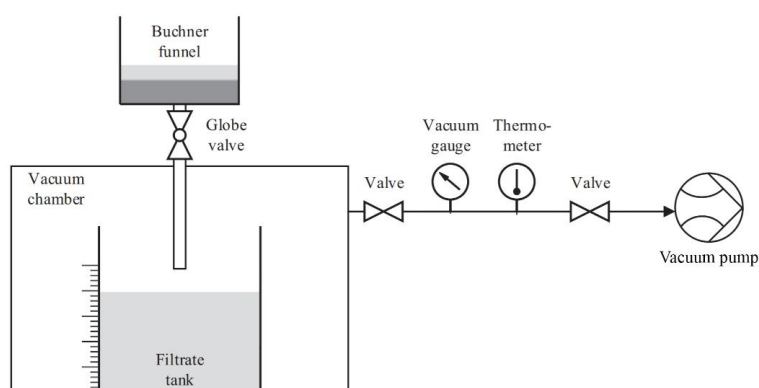 Buchner
funnel
Globe
valve
Vacuum
gauge
Thermo-
meter
Vacuum
chamber
Valve
Valve
Vacuum pump
Filtrate
tank